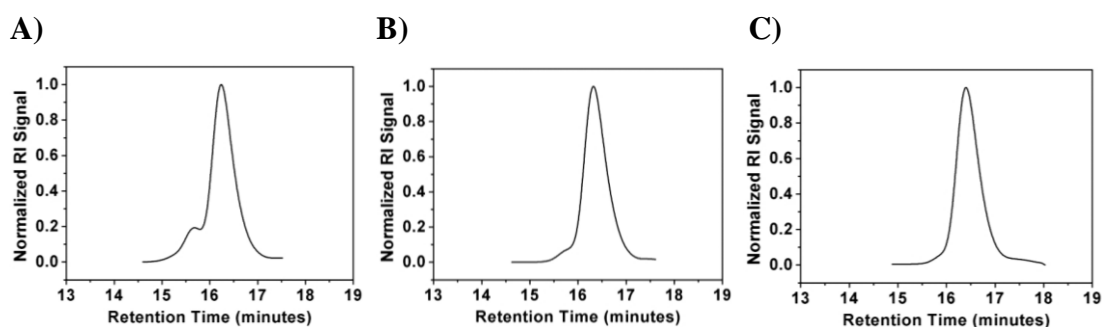 A)
B)
C)
Normalized RI Signal
1.0
0.8
0.6
0.4
0.2
0.0
13 14 15 16 17 18 19
Retention Time (minutes)
Normalized RI Signal
1.0
0.8
0.6
0.4
0.2
0.0
13 14 15 16 17 18 19
Retention Time (minutes)
Normalized RI Signal
1.0
0.8
0.6
0.4
0.2
0.0
13 14 15 16 17 18 19
Retention Time (minutes)